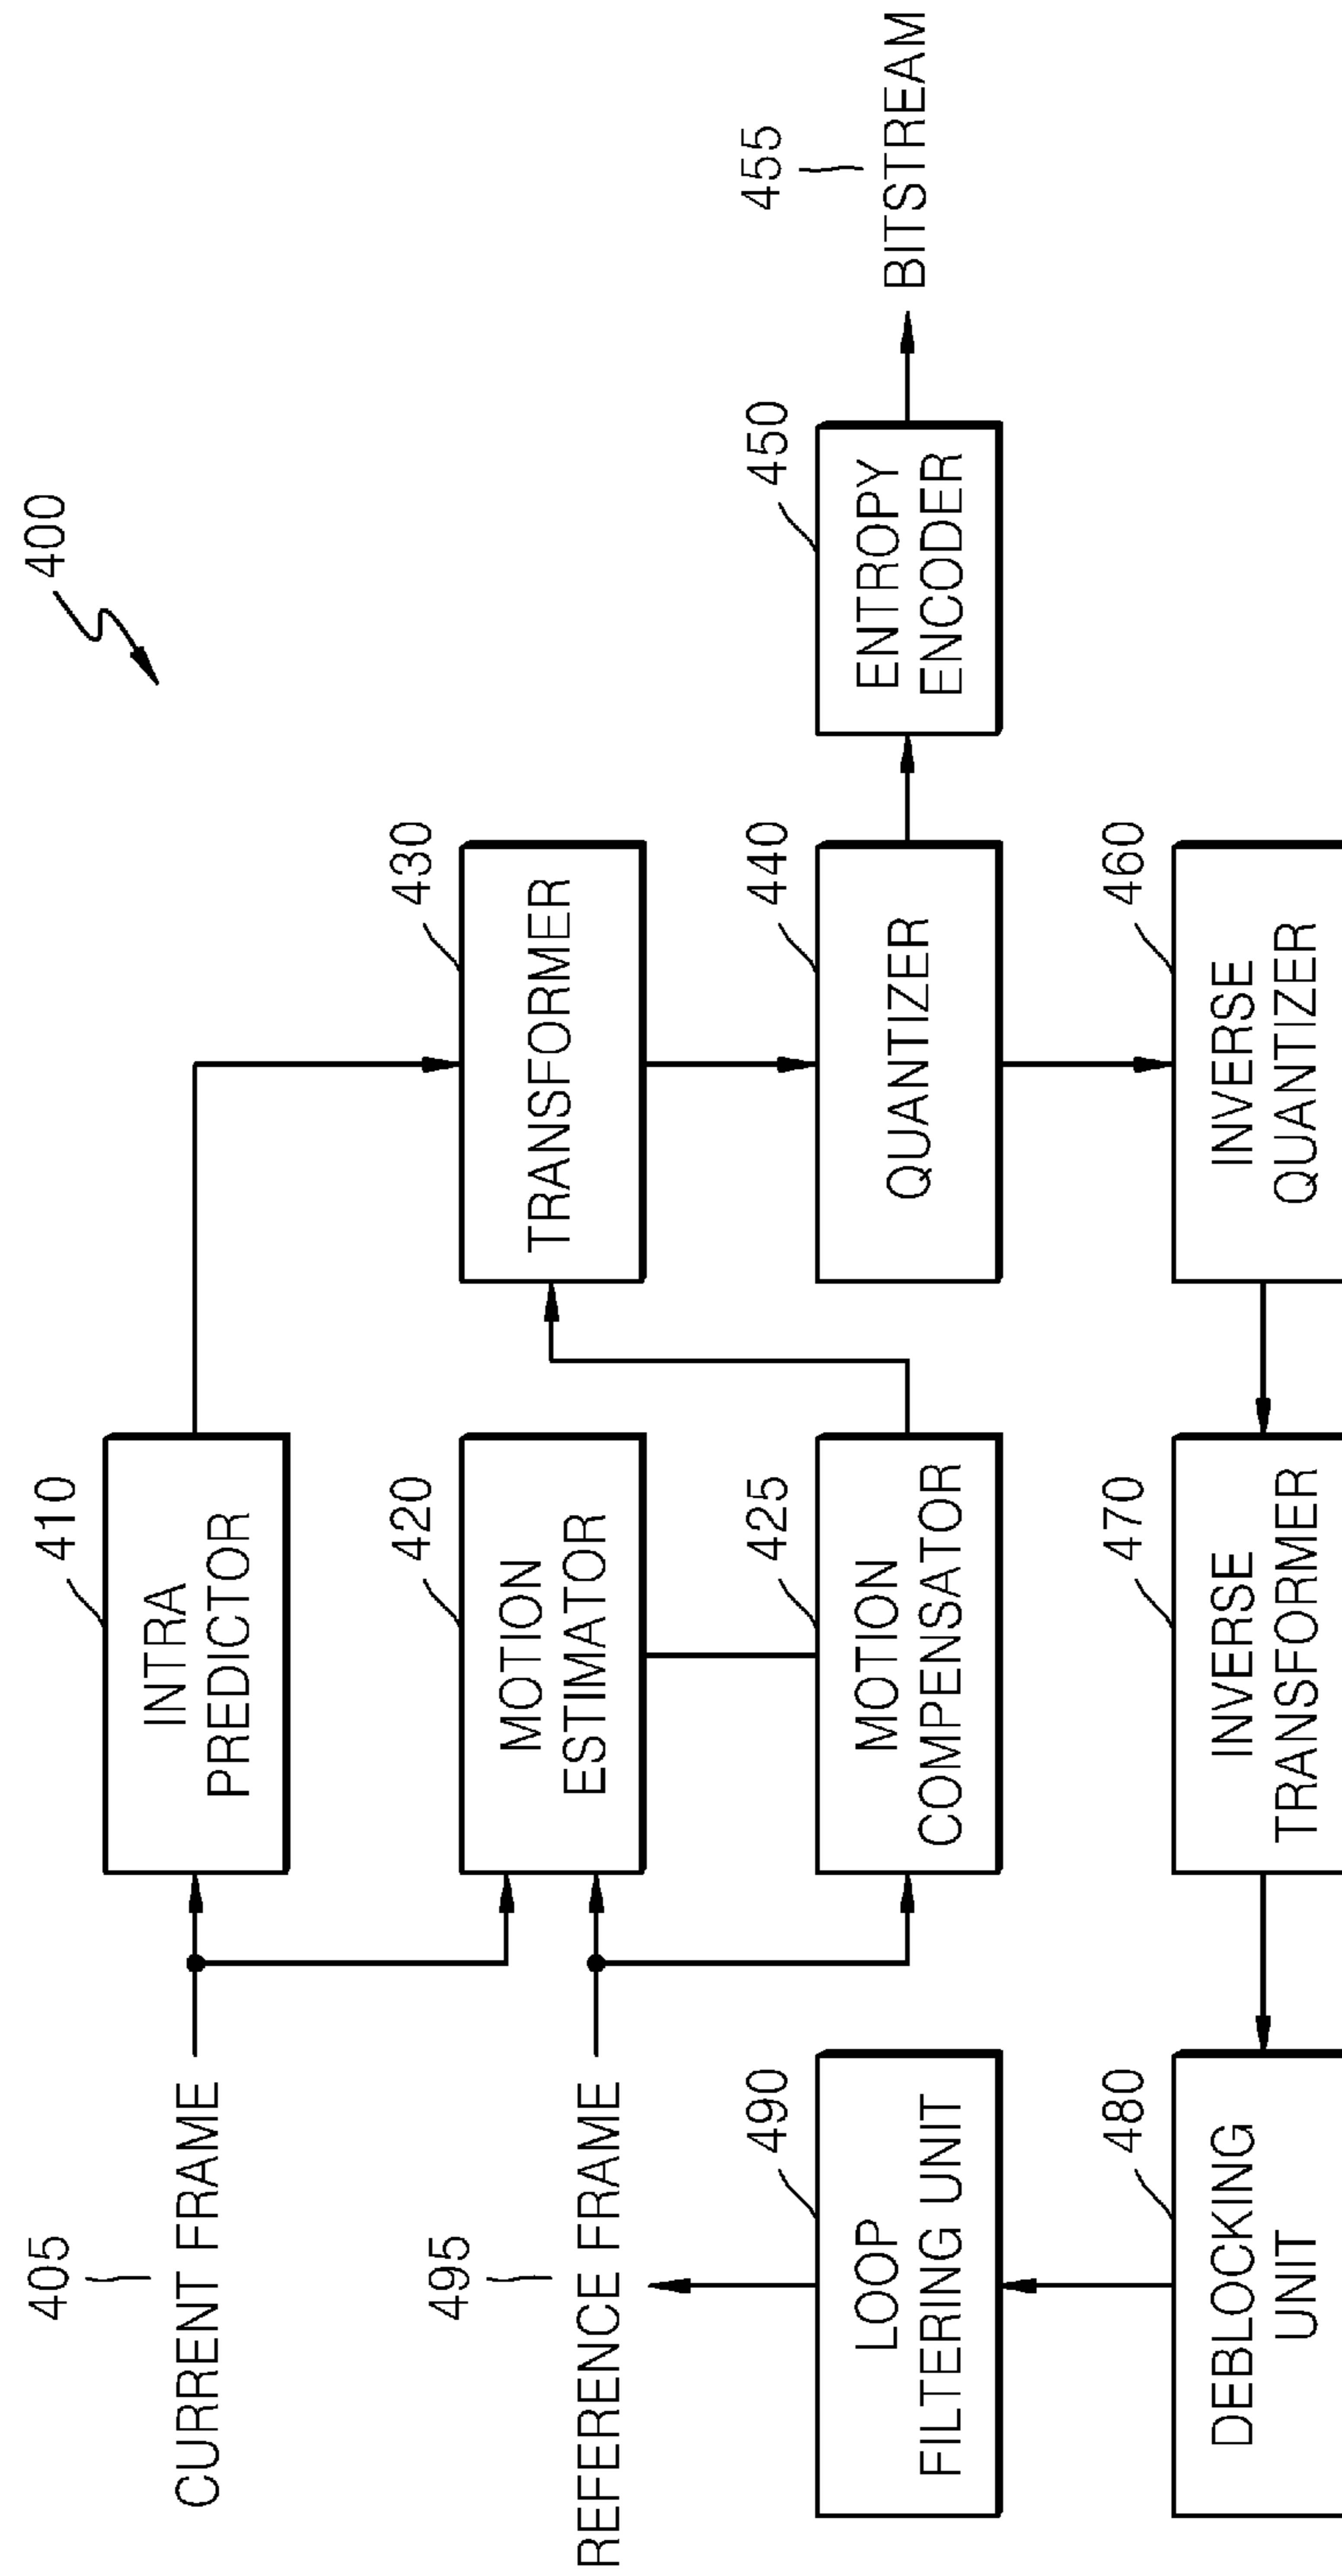 400
405
CURRENT FRAME
410
INTRA
PREDICTOR
495
REFERENCE FRAME
420
MOTION
ESTIMATOR
430
TRANSFORMER
490
LOOP
FILTERING UNIT
425
MOTION
COMPENSATOR
440
QUANTIZER
450
ENTROPY
ENCODER
455
BITSTREAM
480
DEBLOCKING
UNIT
470
INVERSE
TRANSFORMER
460
INVERSE
QUANTIZER